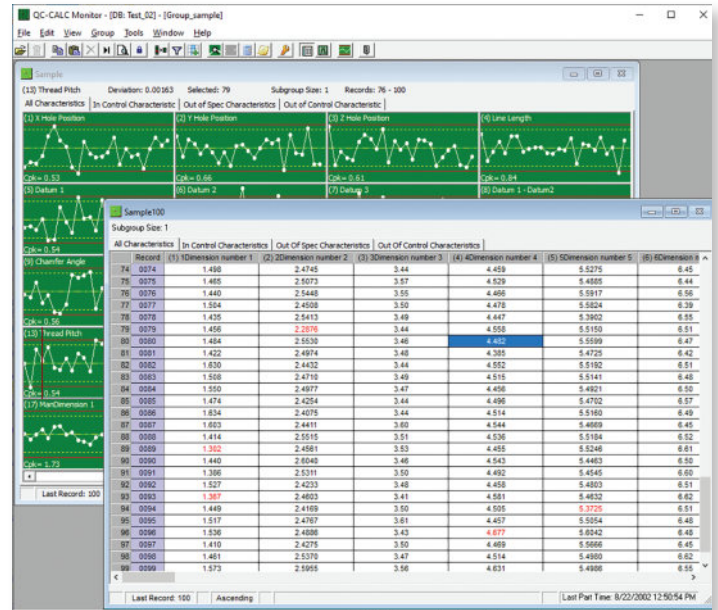 QC-CALC Monitor - [DB: Test_02] - [Group_sample]
File Edit View Group Tools Window Help
Sample
(13) Thread Pitch Deviation: 0.00163 Selected: 79 Subgroup Size: 1 Records: 76 - 100
All Characteristics In Control Characteristic Out of Spec Characteristics Out of Control Characteristic
(1) X Hole Position (2) Y Hole Position (3) Z Hole Position (4) Line Length
Cpk= 0.53 Cpk= 0.66 Cpk= 0.61 Cpk= 0.84
(5) Datum 1 (6) Datum 2 (7) Datum 3 (8) Datum 1 - Datum2
Cpk= 0.54
(9) Chamfer Angle
Cpk= 0.56
(13) Thread Pitch
Cpk= 0.54
(17) ManDimension 1
Cpk= 1.73
Last Record: 100
Sample100
Subgroup Size: 1
All Characteristics In Control Characteristics Out Of Spec Characteristics Out Of Control Characteristics
Record (1) 1Dimension number 1 (2) 2Dimension number 2 (3) 3Dimension number 3 (4) 4Dimension number 4 (5) 5Dimension number 5 (6) 6Dimension n
74 0074 1.498 2.4745 3.44 4.459 5.5275 6.45
75 0075 1.465 2.5073 3.57 4.529 5.4885 6.44
76 0076 1.440 2.5448 3.55 4.466 5.5917 6.56
77 0077 1.504 2.4508 3.50 4.478 5.5824 6.39
78 0078 1.435 2.5413 3.49 4.447 5.3902 6.55
79 0079 1.456 2.2876 3.44 4.558 5.5150 6.51
80 0080 1.484 2.5530 3.46 4.482 5.5599 6.47
81 0081 1.422 2.4974 3.48 4.385 5.4725 6.42
82 0082 1.630 2.4432 3.44 4.552 5.5192 6.51
83 0083 1.508 2.4710 3.49 4.515 5.5141 6.48
84 0084 1.550 2.4977 3.47 4.456 5.4921 6.50
85 0085 1.474 2.4254 3.44 4.496 5.4702 6.57
86 0086 1.634 2.4075 3.44 4.514 5.5160 6.49
87 0087 1.603 2.4411 3.60 4.544 5.4669 6.45
88 0088 1.414 2.5515 3.51 4.536 5.5184 6.52
89 0089 1.302 2.4561 3.53 4.455 5.5246 6.61
90 0090 1.440 2.6040 3.46 4.543 5.4463 6.50
91 0091 1.386 2.5311 3.50 4.492 5.4545 6.60
92 0092 1.527 2.4233 3.48 4.458 5.4803 6.51
93 0093 1.367 2.4603 3.41 4.581 5.4632 6.62
94 0094 1.449 2.4169 3.50 4.505 5.3725 6.51
95 0095 1.517 2.4767 3.61 4.457 5.5054 6.48
96 0096 1.536 2.4886 3.43 4.677 5.6042 6.48
97 0097 1.410 2.4275 3.50 4.469 5.5666 6.45
98 0098 1.461 2.5370 3.47 4.514 5.4980 6.62
99 0099 1.573 2.5955 3.56 4.631 5.4986 6.55
Last Record: 100 Ascending Last Part Time: 8/22/2002 12:50:54 PM